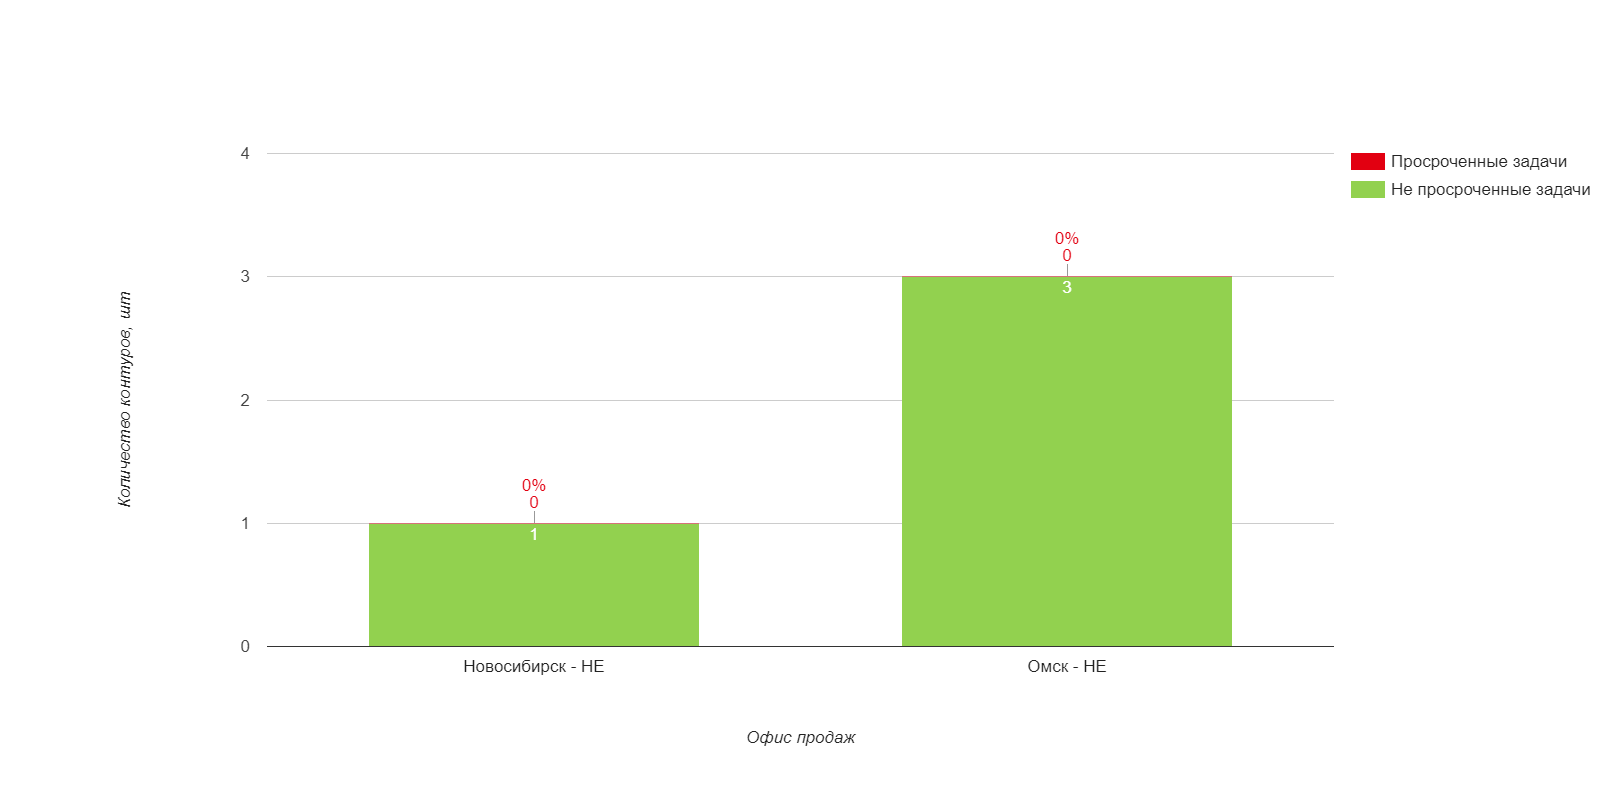 4
3
2
1
0
Количество контуров, шт
0%
0
1
0%
0
3
Новосибирск - НЕ
Омск - НЕ
Офис продаж
Просроченные задачи
Не просроченные задачи